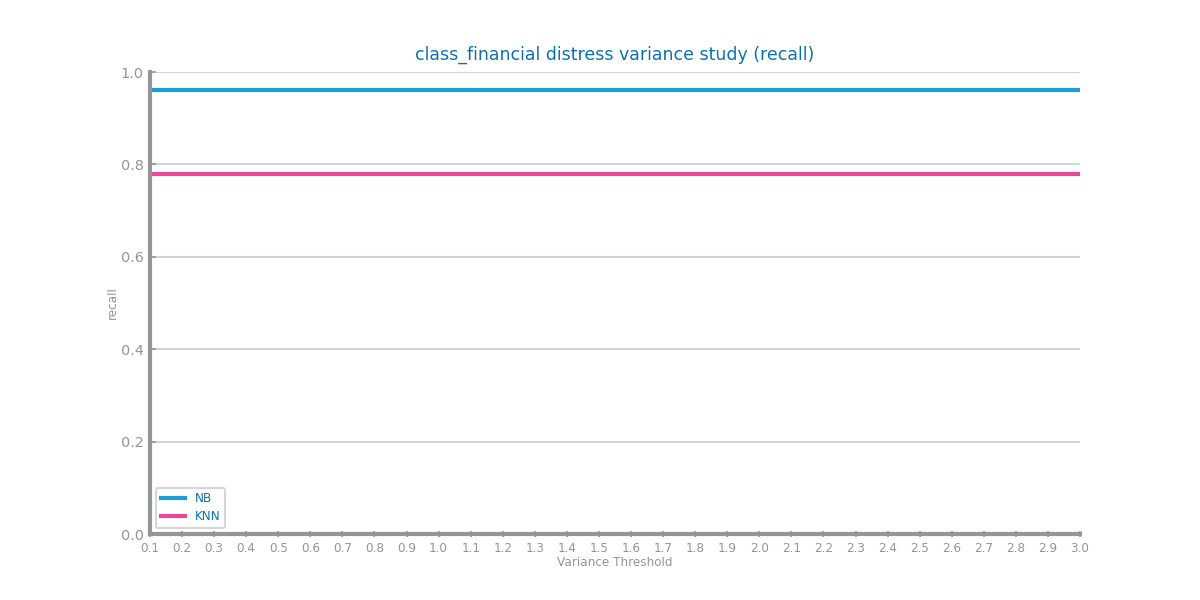 class_financial distress variance study (recall)
1.0
0.8
0.6
0.4
0.2
0.0
recall
NB
KNN
0.1 0.2 0.3 0.4 0.5 0.6 0.7 0.8 0.9 1.0 1.1 1.2 1.3 1.4 1.5 1.6 1.7 1.8 1.9 2.0 2.1 2.2 2.3 2.4 2.5 2.6 2.7 2.8 2.9 3.0
Variance Threshold